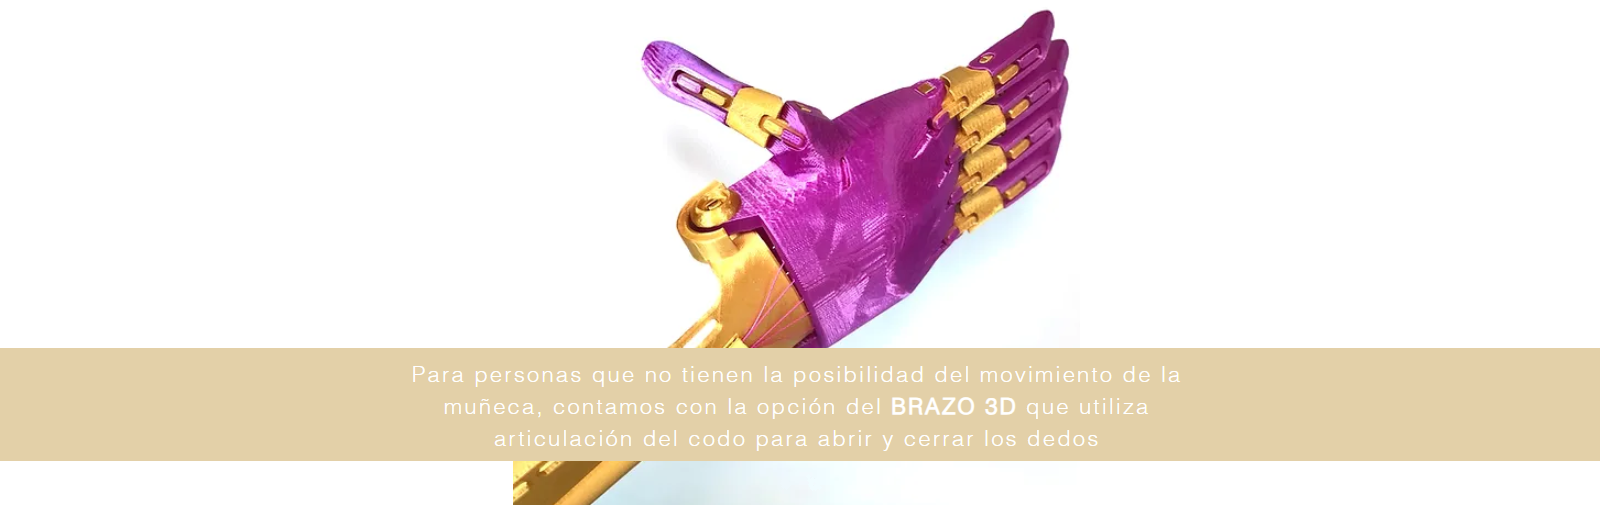 Para personas que no tienen la posibilidad del movimiento de la
muñeca, contamos con la opción del BRAZO 3D que utiliza
articulación del codo para abrir y cerrar los dedos